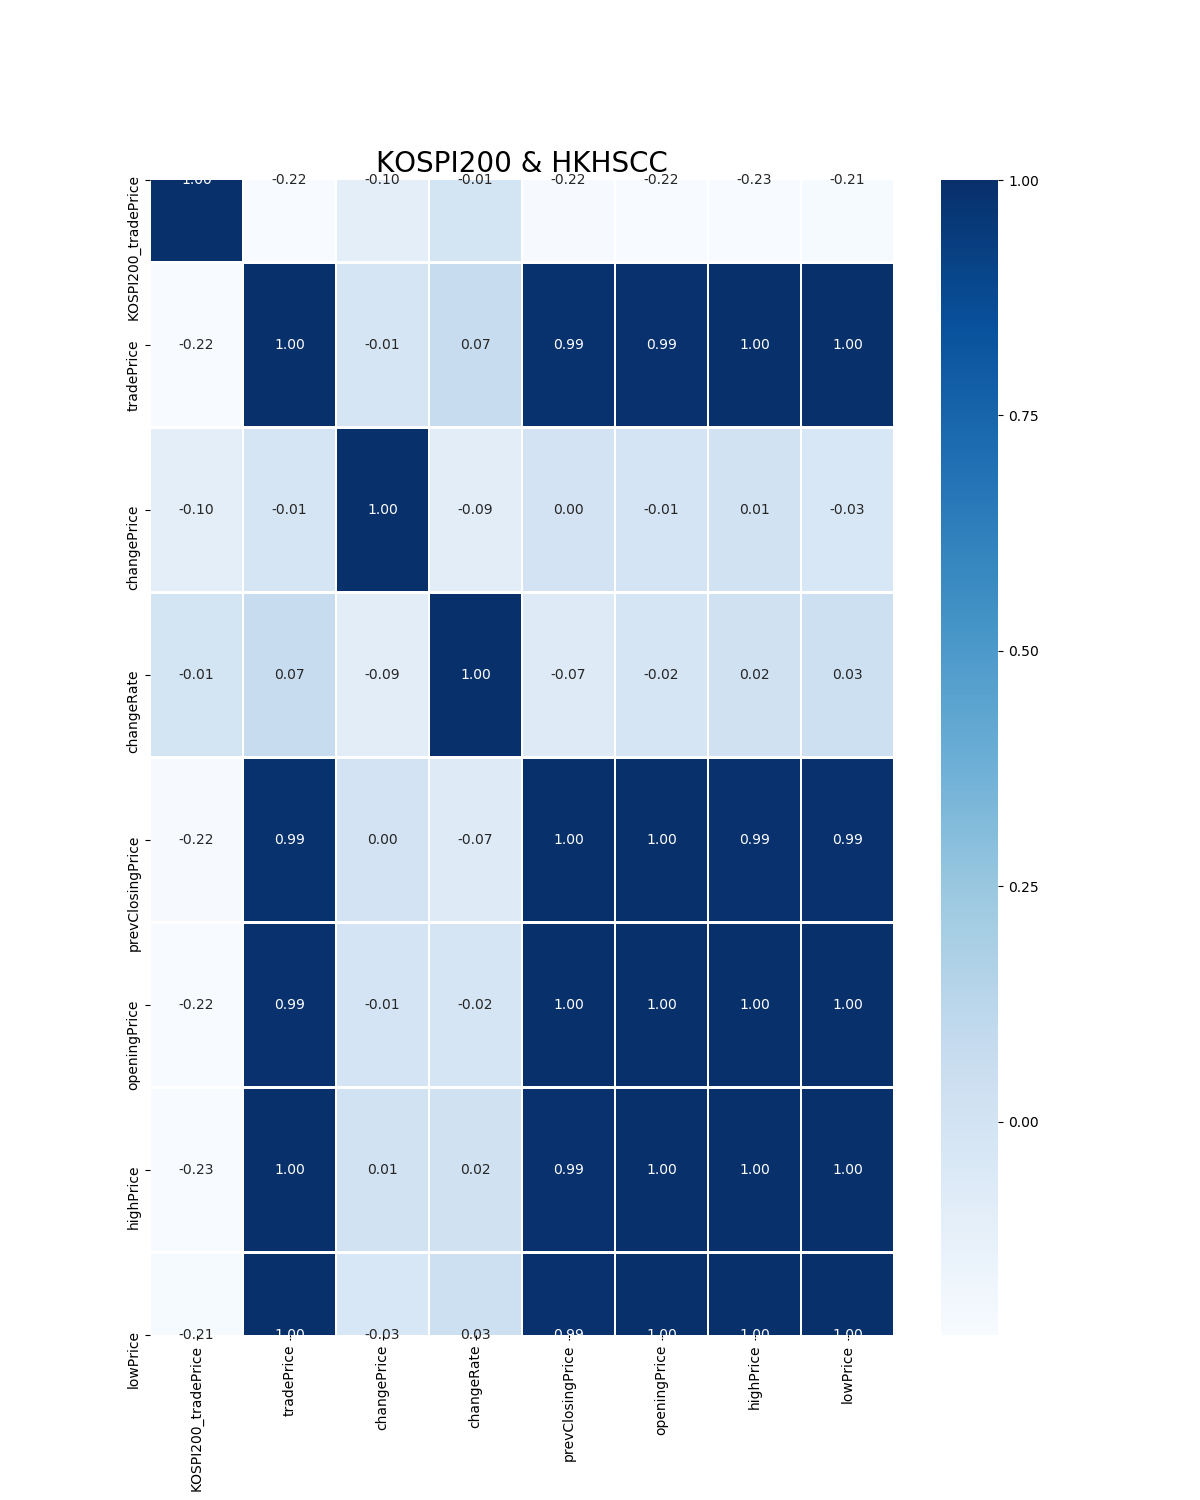 KOSPI200 & HKHSCC
KOSPI200_tradePrice 1.00 -0.22 -0.10 -0.01 -0.22 -0.22 -0.23 -0.21
tradePrice -0.22 1.00 -0.01 0.07 0.99 0.99 1.00 1.00
changePrice -0.10 -0.01 1.00 -0.09 0.00 -0.01 0.01 -0.03
changeRate -0.01 0.07 -0.09 1.00 -0.07 -0.02 0.02 0.03
prevClosingPrice -0.22 0.99 0.00 -0.07 1.00 1.00 0.99 0.99
openingPrice -0.22 0.99 -0.01 -0.02 1.00 1.00 1.00 1.00
highPrice -0.23 1.00 0.01 0.02 0.99 1.00 1.00 1.00
lowPrice -0.21 1.00 -0.03 0.03 0.99 1.00 1.00 1.00
KOSPI200_tradePrice
tradePrice
changePrice
changeRate
prevClosingPrice
openingPrice
highPrice
lowPrice
1.00
0.75
0.50
0.25
0.00